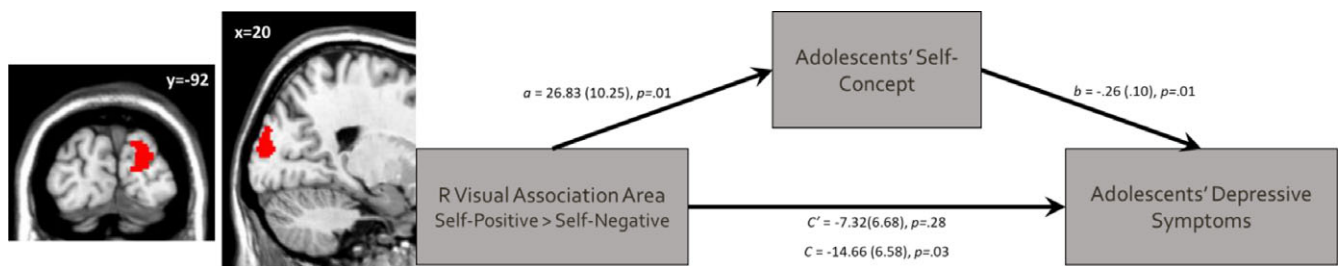 y=-92
x=20
Adolescents' Self-
Concept
a = 26.83 (10.25), p=.01
b = -.26 (.10), p=.01
R Visual Association Area
Self-Positive > Self-Negative
Adolescents' Depressive
Symptoms
C' = -7.32(6.68), p=.28
C = -14.66 (6.58), p=.03